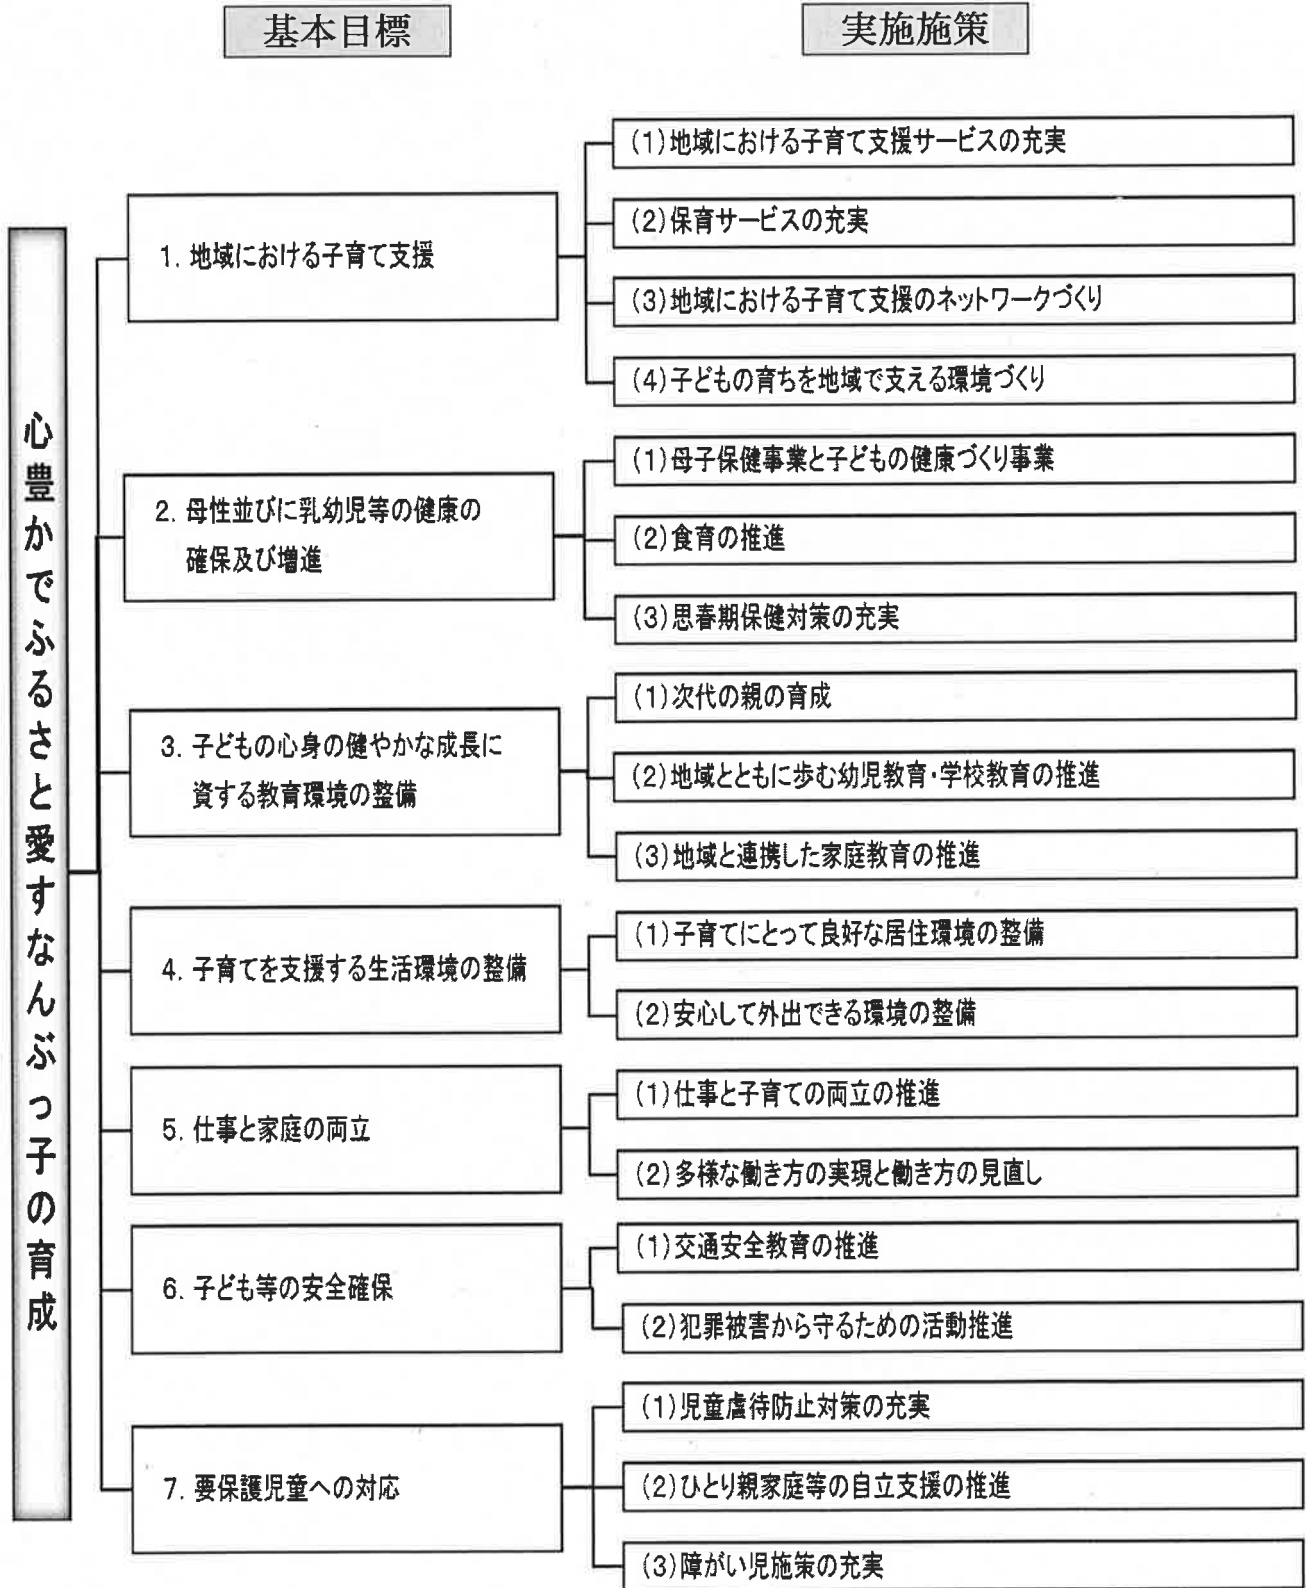 基本目標
実施施策
心豊かでふるさと愛すなんぶっ子の育成
1. 地域における子育て支援
(1)地域における子育て支援サービスの充実
(2)保育サービスの充実
(3)地域における子育て支援のネットワークづくり
(4)子どもの育ちを地域で支える環境づくり
2. 母性並びに乳幼児等の健康の
確保及び増進
(1)母子保健事業と子どもの健康づくり事業
(2)食育の推進
(3)思春期保健対策の充実
3. 子どもの心身の健やかな成長に
資する教育環境の整備
(1)次代の親の育成
(2)地域とともに歩む幼児教育・学校教育の推進
(3)地域と連携した家庭教育の推進
4. 子育てを支援する生活環境の整備
(1)子育てにとって良好な居住環境の整備
(2)安心して外出できる環境の整備
5. 仕事と家庭の両立
(1)仕事と子育ての両立の推進
(2)多様な働き方の実現と働き方の見直し
6. 子ども等の安全確保
(1)交通安全教育の推進
(2)犯罪被害から守るための活動推進
7. 要保護児童への対応
(1)児童虐待防止対策の充実
(2)ひとり親家庭等の自立支援の推進
(3)障がい児施策の充実